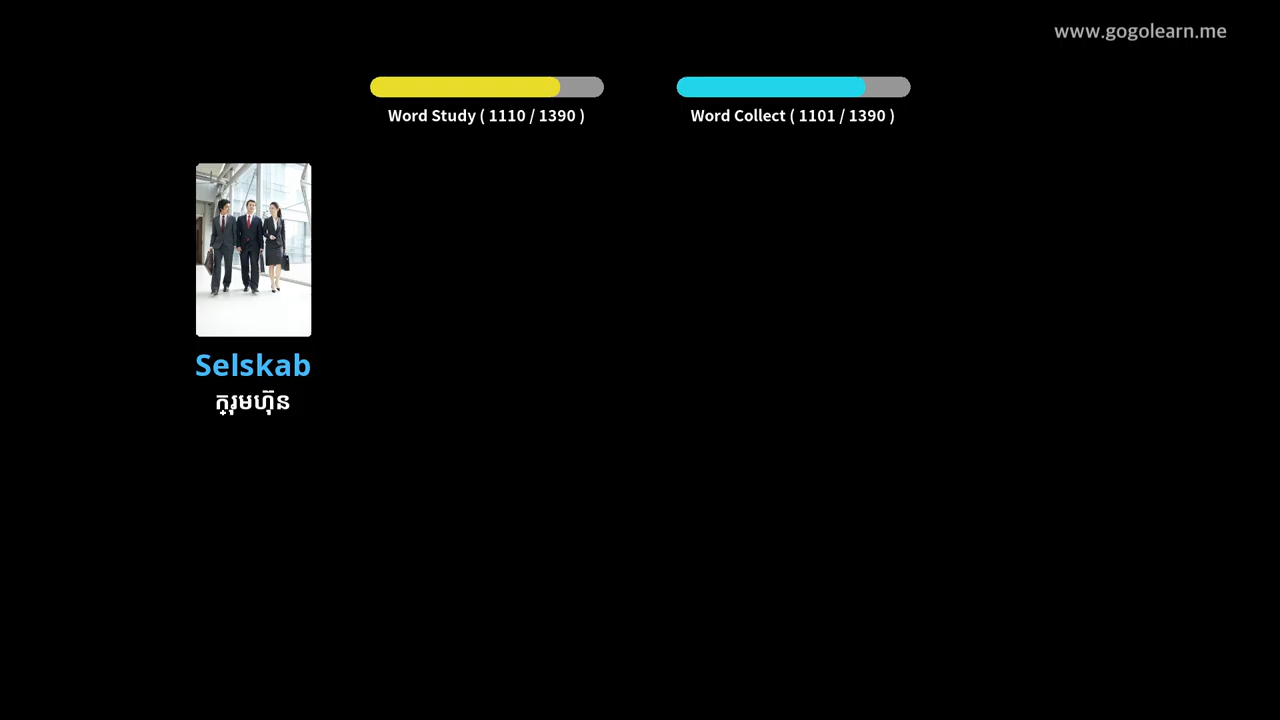 www.gogolearn.me
Word Study ( 1110 / 1390 )
Word Collect ( 1101 / 1390 )
Selskab
ក្រុមហ៊ុន